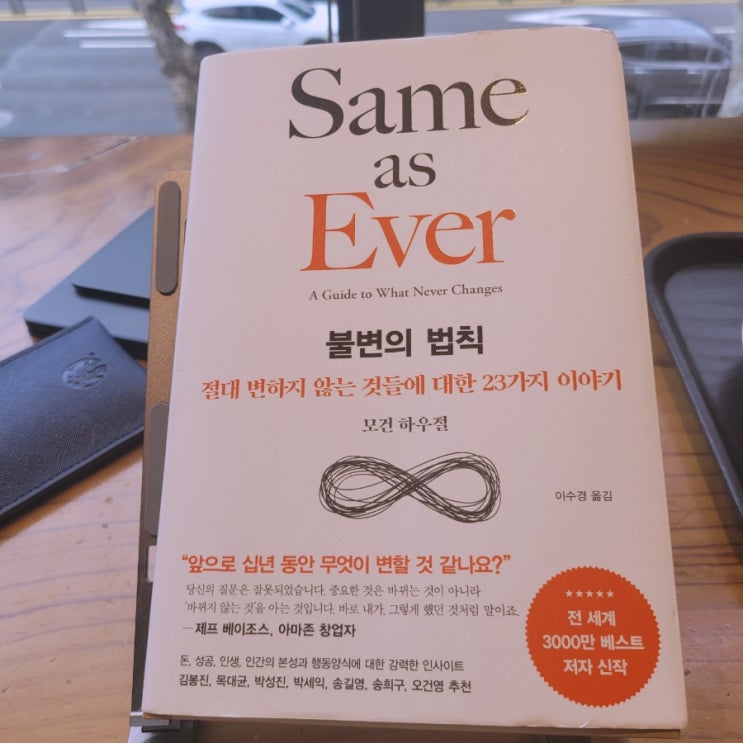 Same
as
Ever
A Guide to What Never Changes
불변의 법칙
절대 변하지 않는 것들에 대한 23가지 이야기
모건 하우절
이수경 옮김
“앞으로 십년 동안 무엇이 변할 것 같나요?”
당신의 질문은 잘못되었습니다. 중요한 것은 바뀌는 것이 아니라
‘바뀌지 않는 것’을 아는 것입니다. 바로 내가, 그렇게 했던 것처럼 말이죠.
— 제프 베이조스, 아마존 창업자
돈, 성공, 인생, 인간의 본성과 행동양식에 대한 강력한 인사이트
김봉진, 목대균, 박성진, 박세익, 송길영, 송희구, 오건영 추천
★★★★★
전 세계
3000만 베스트
저자 신작